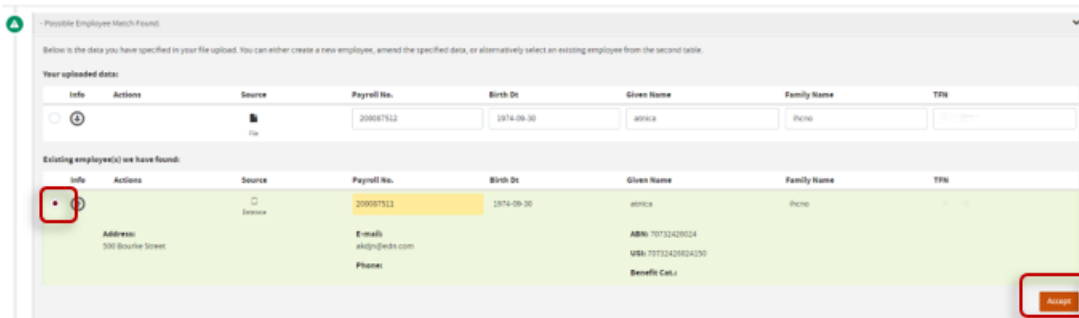 - Possible Employee Match Found.
Below is the data you have specified in your file upload. You can either create a new employee, amend the specified data, or alternatively select an existing employee from the second table.
Your uploaded data:
Info Actions Source Payroll No. Birth Dt Given Name Family Name TFN
File 200087512 1974-09-30 atnica ihcno
Existing employee(s) we have found:
Info Actions Source Payroll No. Birth Dt Given Name Family Name TFN
Database 200087511 1974-09-30 atnica ihcno
Address: E-mail: ABN: 70732426024
500 Bourke Street akdjn@edn.com USI: 70732426024150
Phone: Benefit Cat.:
Accept